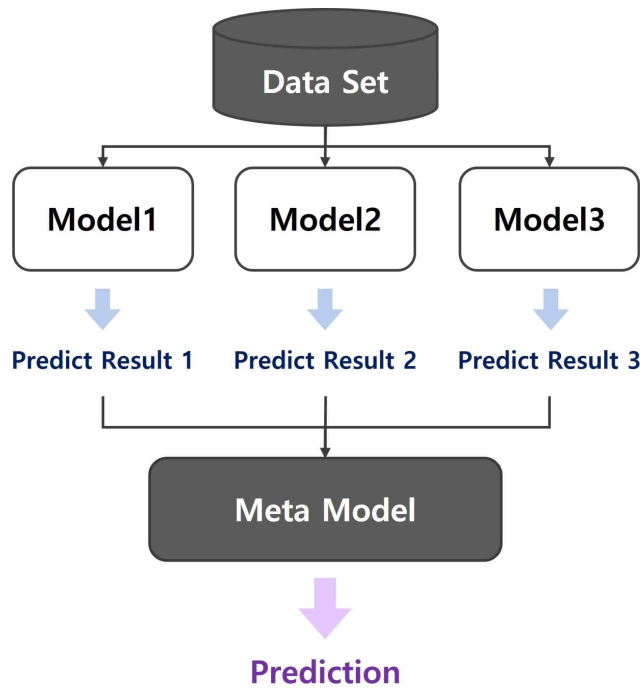 Data Set
Model1
Model2
Model3
Predict Result 1
Predict Result 2
Predict Result 3
Meta Model
Prediction